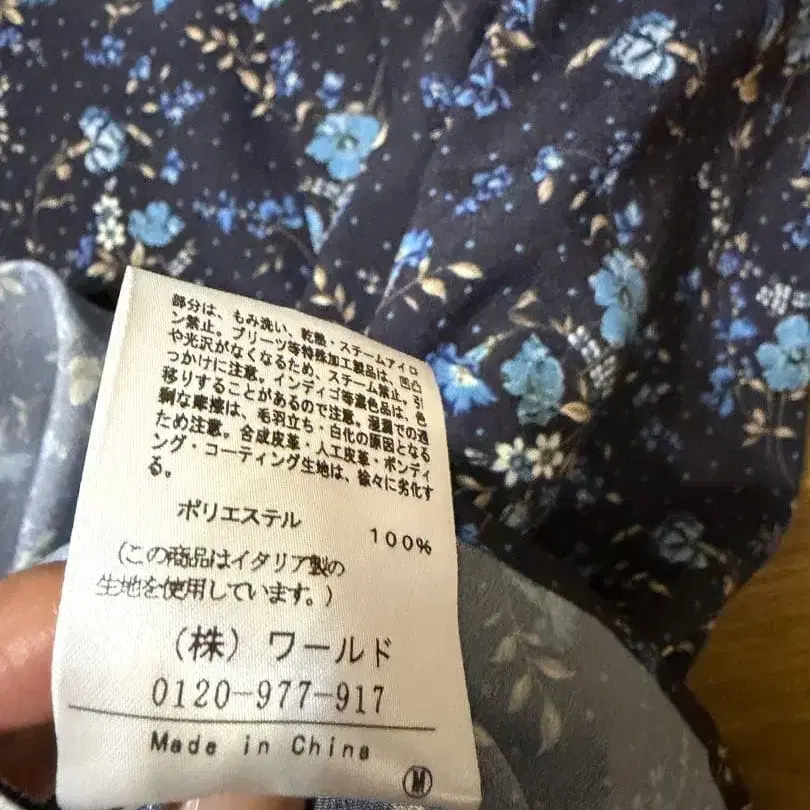 部分は、もみ洗い、乾燥・スチームアイロ
ン禁止。プリーツ等特殊加工製品は、凹凸
や光沢がなくなるため、スチーム禁止。引
っかけに注意。インディゴ等濃色品は、色
移りすることがあるので注意。湿潤での過
剰な摩擦は、毛羽立ち・白化の原因となる
ため注意。合成皮革・人工皮革・ボンディ
ング・コーティング生地は、徐々に劣化す
る。
ポリエステル 100%
(この商品はイタリア製の
生地を使用しています。)
(株) ワールド
0120-977-917
Made in China
M